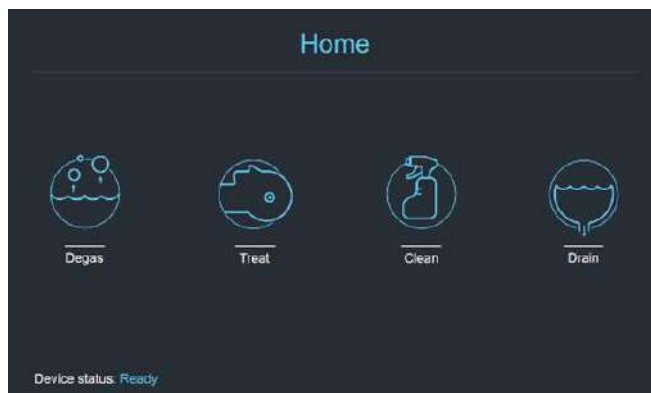 Home
Degas
Treat
Clean
Drain
Device status: Ready